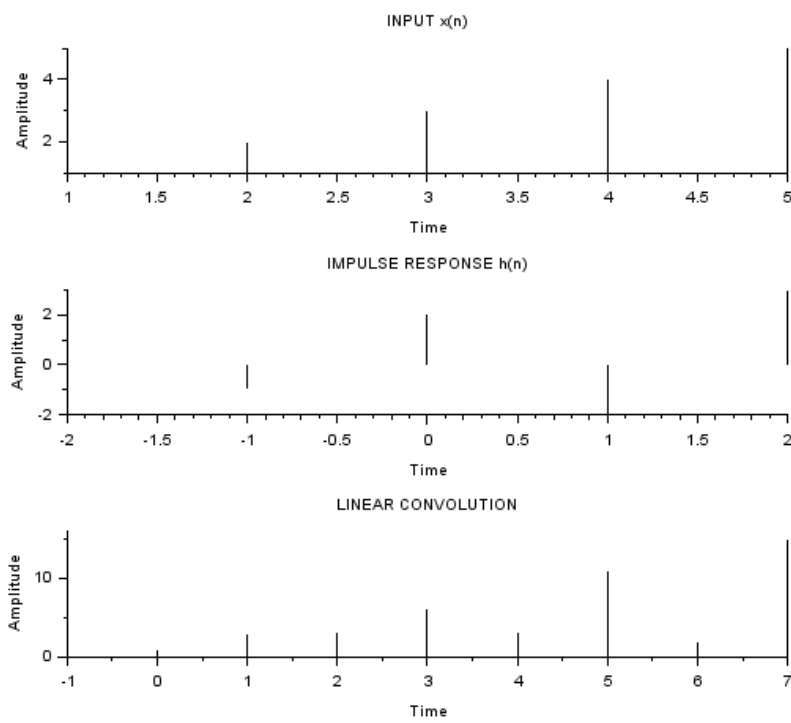 INPUT x(n)
Amplitude
4
2
1 1.5 2 2.5 3 3.5 4 4.5 5
Time
IMPULSE RESPONSE h(n)
Amplitude
2
0
-2
-2 -1.5 -1 -0.5 0 0.5 1 1.5 2
Time
LINEAR CONVOLUTION
Amplitude
10
0
-1 0 1 2 3 4 5 6 7
Time